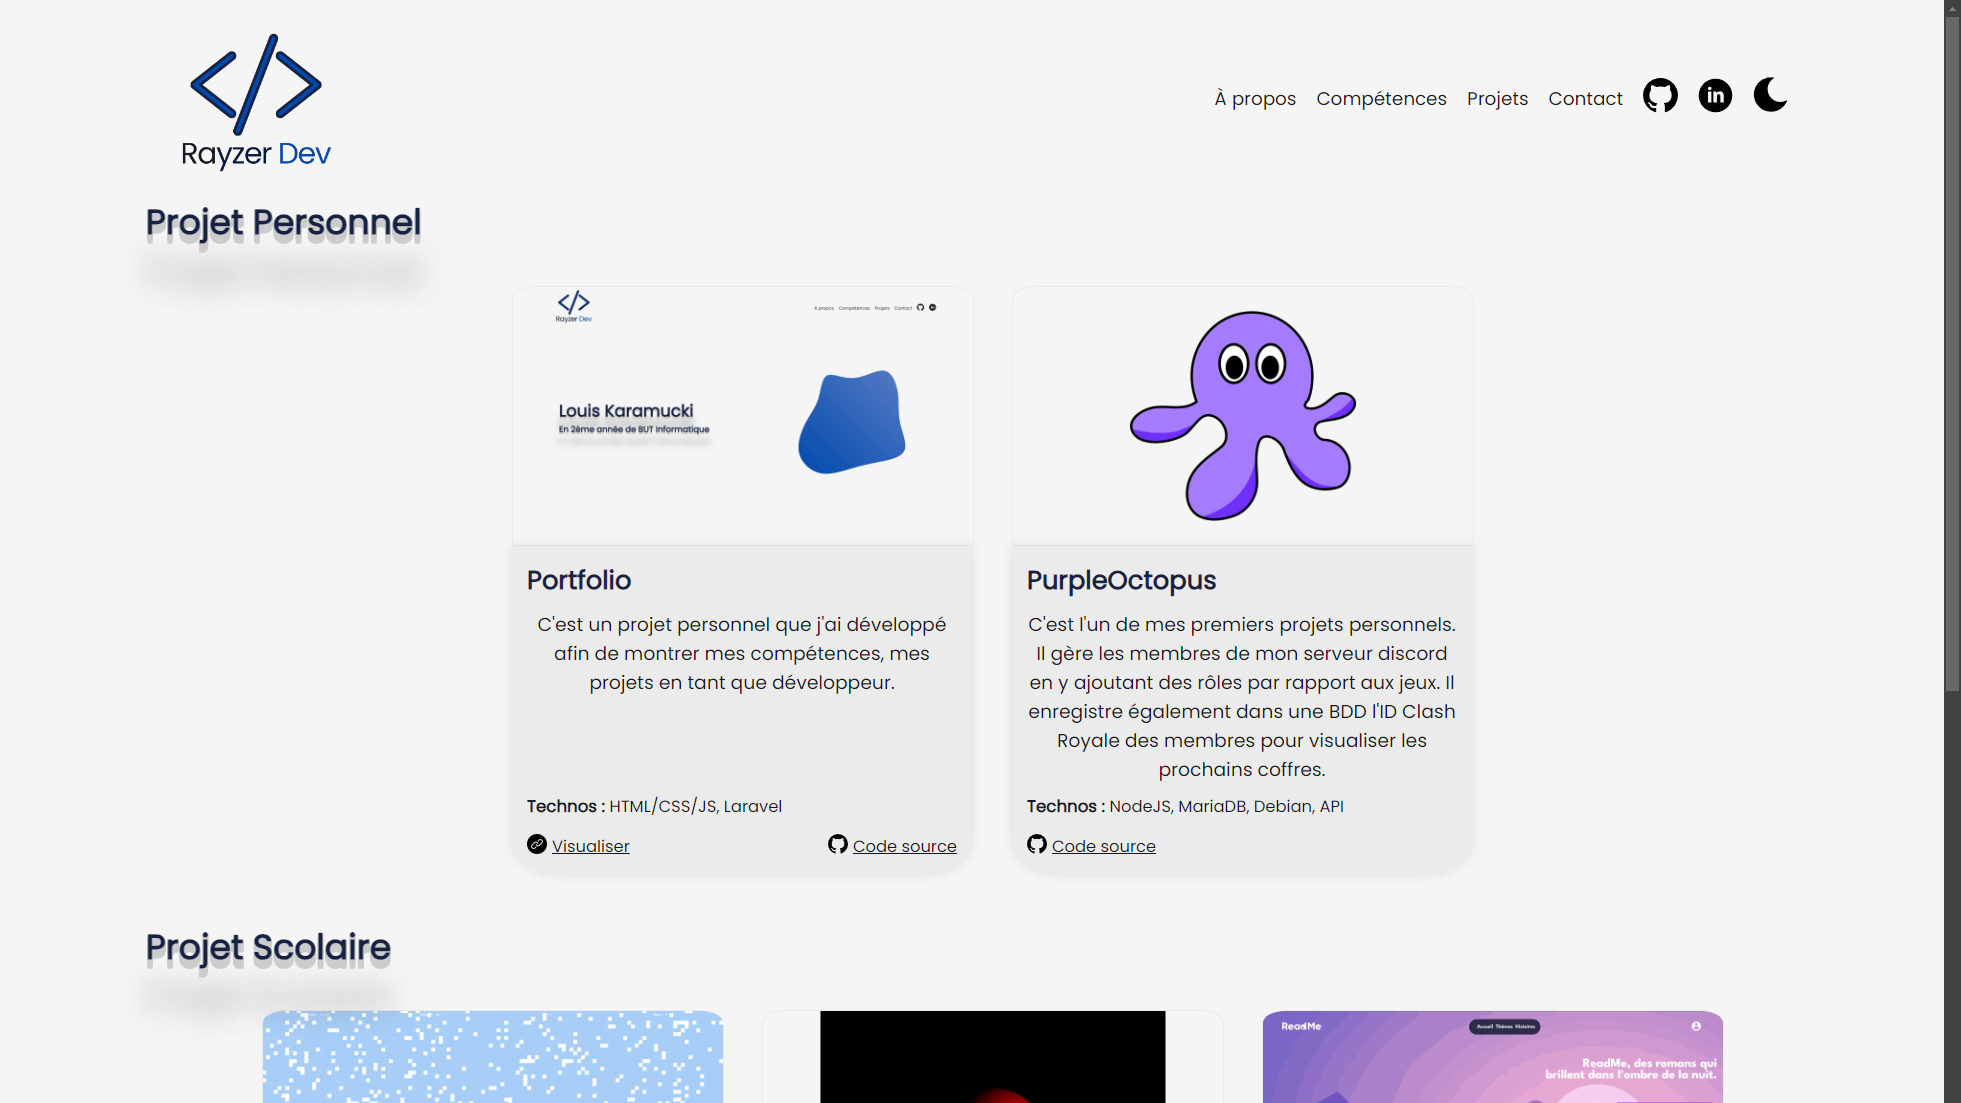 Rayzer Dev
À propos Compétences Projets Contact
Projet Personnel
Rayzer Dev
À propos Compétences Projets Contact
Louis Karamucki
En 2ème année de BUT Informatique
Portfolio
C'est un projet personnel que j'ai développé
afin de montrer mes compétences, mes
projets en tant que développeur.
Technos : HTML/CSS/JS, Laravel
Visualiser
Code source
PurpleOctopus
C'est l'un de mes premiers projets personnels.
Il gère les membres de mon serveur discord
en y ajoutant des rôles par rapport aux jeux. Il
enregistre également dans une BDD l'ID Clash
Royale des membres pour visualiser les
prochains coffres.
Technos : NodeJS, MariaDB, Debian, API
Code source
Projet Scolaire
ReadMe
Accueil Thèmes Histoires
ReadMe, des romans qui
brillent dans l'ombre de la nuit.